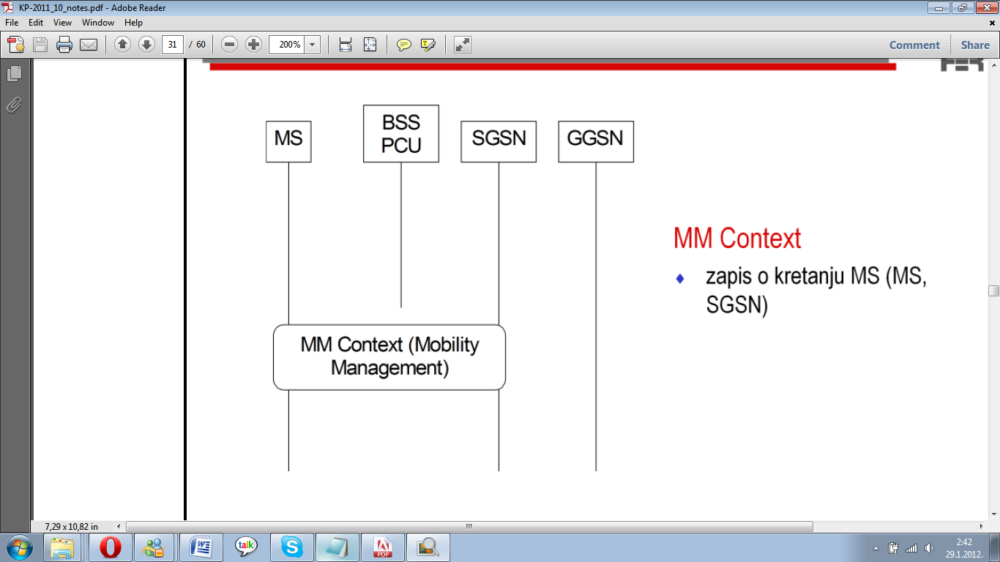 KP-2011_10_notes.pdf - Adobe Reader
File Edit View Window Help
31 / 60 200% Comment Share
FER
MS
BSS
PCU
SGSN
GGSN
MM Context
zapis o kretanju MS (MS,
SGSN)
MM Context (Mobility
Management)
7,29 x 10,82 in
talk
2:42
29.1.2012.